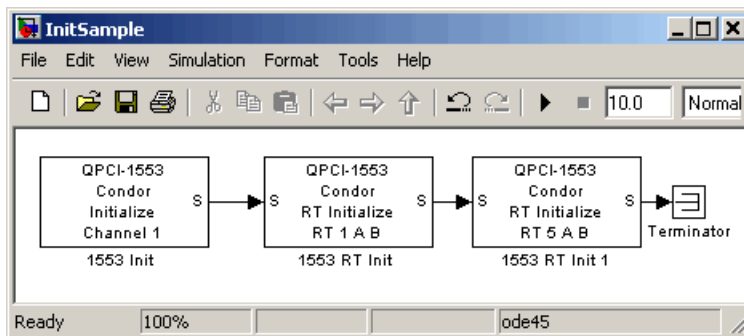 InitSample
File Edit View Simulation Format Tools Help
10.0 Normal
QPCI-1553
Condor
Initialize
Channel 1
S
1553 Init
S
QPCI-1553
Condor
RT Initialize
RT 1 A B
S
1553 RT Init
S
QPCI-1553
Condor
RT Initialize
RT 5 A B
S
1553 RT Init 1
Terminator
Ready 100% ode45